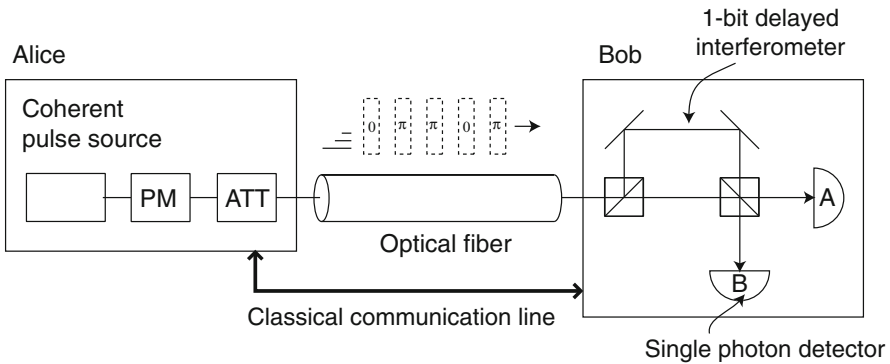 1-bit delayed
interferometer
Alice
Bob
Coherent
pulse source
0 π π 0 π
PM
ATT
A
Optical fiber
B
Classical communication line
Single photon detector